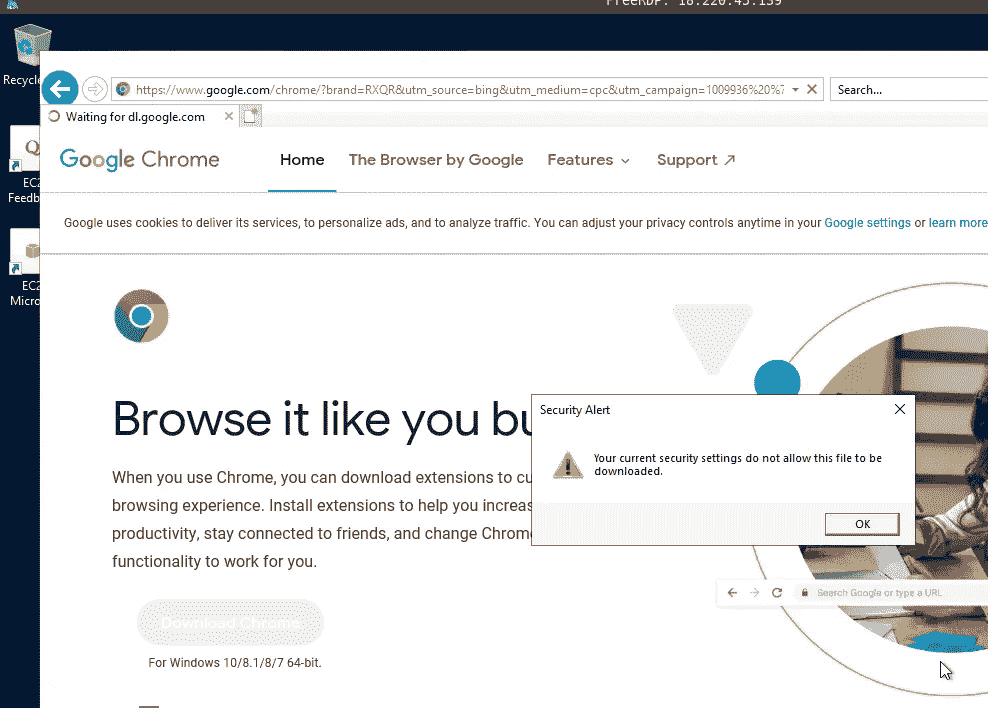 FreeRDP: 18.220.45.139
Recycle
https://www.google.com/chrome/?brand=RXQR&utm_source=bing&utm_medium=cpc&utm_campaign=1009936%20%7
Search...
Waiting for dl.google.com
Google Chrome
Home
The Browser by Google
Features
Support
EC2
Feedb
Google uses cookies to deliver its services, to personalize ads, and to analyze traffic. You can adjust your privacy controls anytime in your Google settings or learn more
EC2
Micro
Browse it like you bu
Security Alert
Your current security settings do not allow this file to be
downloaded.
OK
When you use Chrome, you can download extensions to cu
browsing experience. Install extensions to help you increas
productivity, stay connected to friends, and change Chrome
functionality to work for you.
Search Google or type a URL
Download Chrome
For Windows 10/8.1/8/7 64-bit.